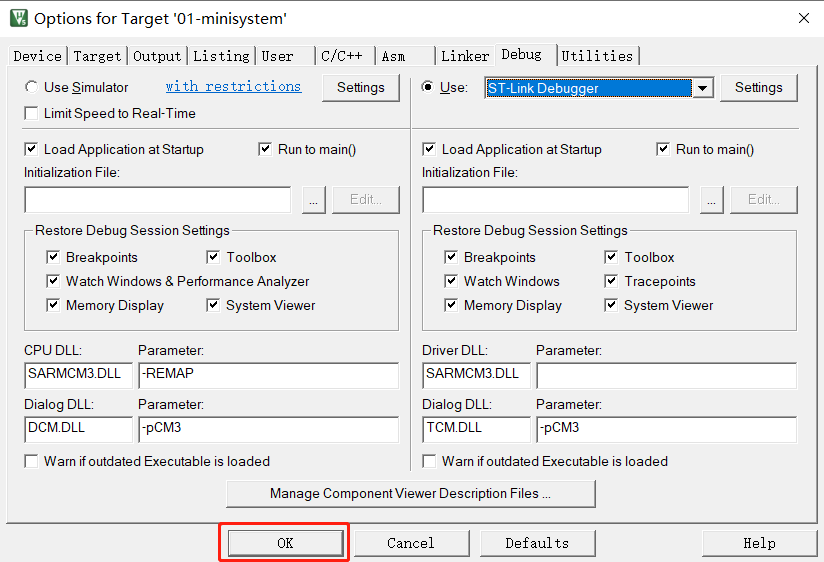 Options for Target '01-minisystem'
Device Target Output Listing User C/C++ Asm Linker Debug Utilities
Use Simulator with restrictions Settings
Limit Speed to Real-Time
Use: ST-Link Debugger Settings
Load Application at Startup Run to main()
Initialization File:
... Edit...
Restore Debug Session Settings
Breakpoints Toolbox
Watch Windows & Performance Analyzer
Memory Display System Viewer
CPU DLL: Parameter:
SARMCM3.DLL -REMAP
Dialog DLL: Parameter:
DCM.DLL -pCM3
Warn if outdated Executable is loaded
Load Application at Startup Run to main()
Initialization File:
... Edit...
Restore Debug Session Settings
Breakpoints Toolbox
Watch Windows Tracepoints
Memory Display System Viewer
Driver DLL: Parameter:
SARMCM3.DLL
Dialog DLL: Parameter:
TCM.DLL -pCM3
Warn if outdated Executable is loaded
Manage Component Viewer Description Files ...
OK Cancel Defaults Help